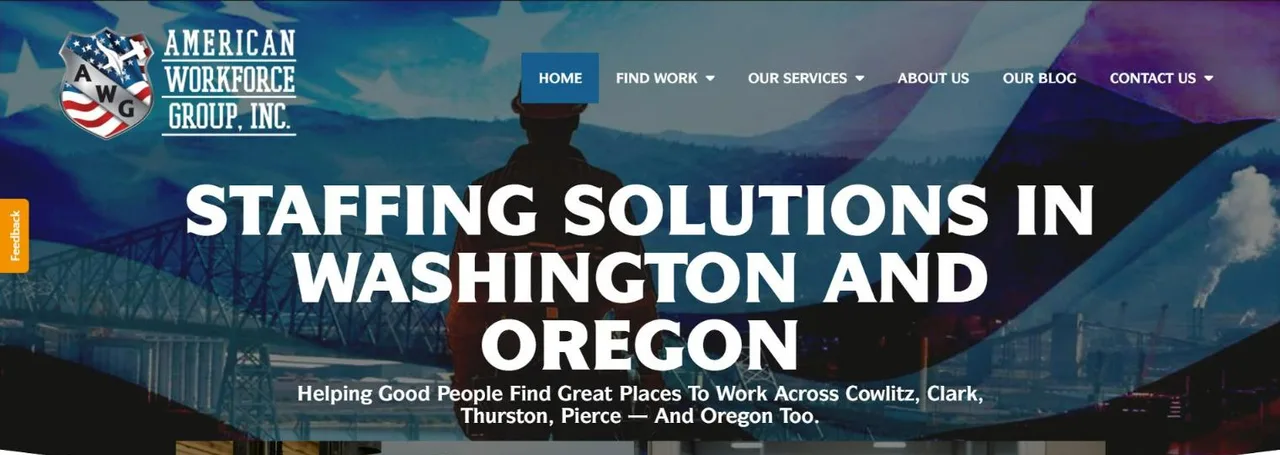 AMERICAN
WORKFORCE
GROUP, INC.
AWG
HOME
FIND WORK
OUR SERVICES
ABOUT US
OUR BLOG
CONTACT US
STAFFING SOLUTIONS IN
WASHINGTON AND
OREGON
Helping Good People Find Great Places To Work Across Cowlitz, Clark,
Thurston, Pierce — And Oregon Too.
Feedback